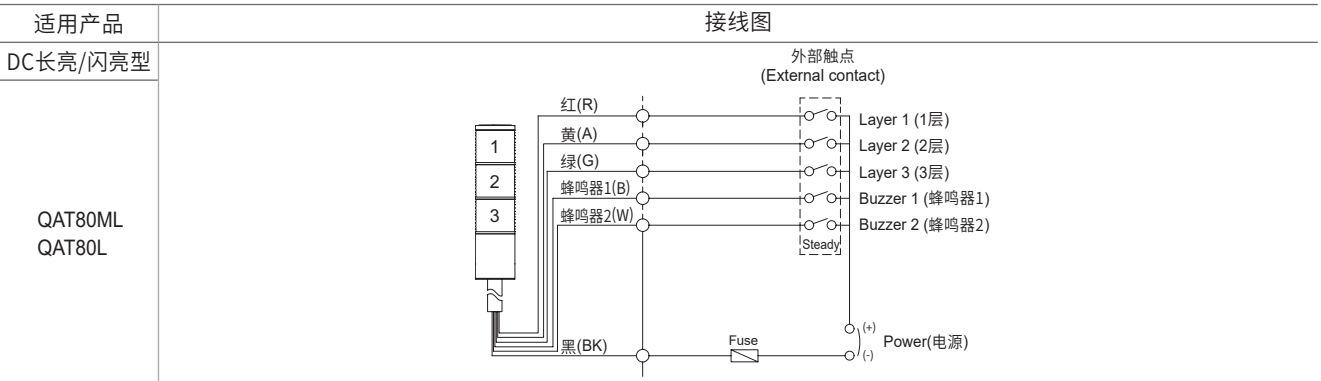 适用产品
接线图
DC长亮/闪亮型
外部触点
(External contact)
红(R)
Layer 1 (1层)
黄(A)
Layer 2 (2层)
1
绿(G)
Layer 3 (3层)
2
蜂鸣器1(B)
Buzzer 1 (蜂鸣器1)
3
蜂鸣器2(W)
Buzzer 2 (蜂鸣器2)
Steady
QAT80ML
QAT80L
(+)
Fuse
Power(电源)
黑(BK)
(-)